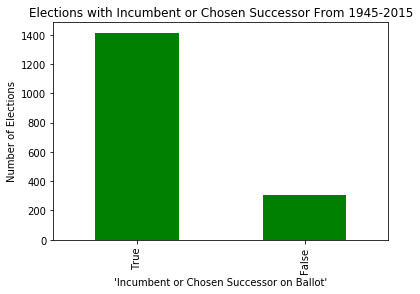 Elections with Incumbent or Chosen Successor From 1945-2015
Number of Elections
1400
1200
1000
800
600
400
200
0
True
False
'Incumbent or Chosen Successor on Ballot'